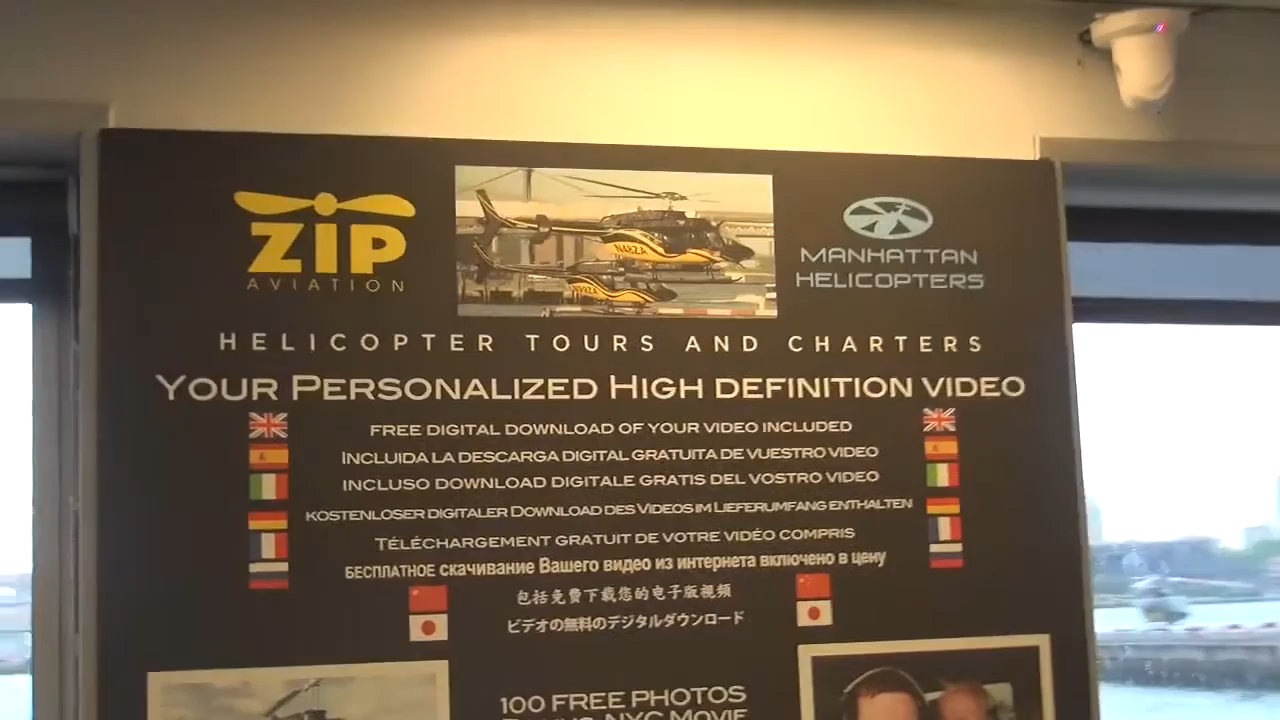 ZIP
AVIATION
N48ZA
MANHATTAN
HELICOPTERS
HELICOPTER TOURS AND CHARTERS
YOUR PERSONALIZED HIGH DEFINITION VIDEO
FREE DIGITAL DOWNLOAD OF YOUR VIDEO INCLUDED
INCLUIDA LA DESCARGA DIGITAL GRATUITA DE VUESTRO VIDEO
INCLUSO DOWNLOAD DIGITALE GRATIS DEL VOSTRO VIDEO
KOSTENLOSER DIGITALER DOWNLOAD DES VIDEOS IM LIEFERUMFANG ENTHALTEN
TÉLÉCHARGEMENT GRATUIT DE VOTRE VIDÉO COMPRIS
БЕСПЛАТНОЕ скачивание Вашего видео из интернета включено в цену
包括免費下载您的电子版视频
ビデオの無料のデジタルダウンロード
100 FREE PHOTOS
NYC MOVIE